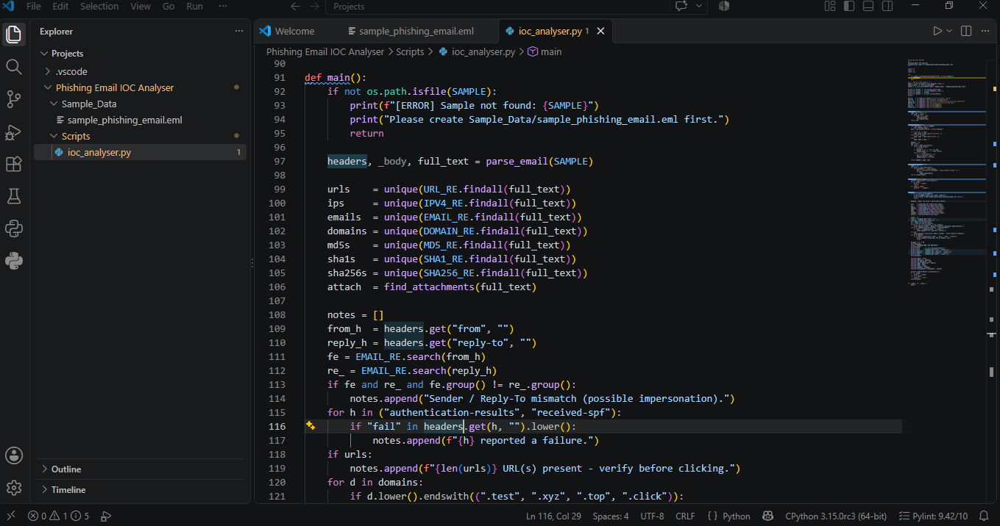 File Edit Selection View Go Run ··· Projects
Explorer
Projects
.vscode
Phishing Email IOC Analyser
Sample_Data
sample_phishing_email.eml
Scripts
ioc_analyser.py 1
Outline
Timeline
Welcome
sample_phishing_email.eml
ioc_analyser.py 1
Phishing Email IOC Analyser > Scripts > ioc_analyser.py > main
90
91 def main():
92     if not os.path.isfile(SAMPLE):
93         print(f"[ERROR] Sample not found: {SAMPLE}")
94         print("Please create Sample_Data/sample_phishing_email.eml first.")
95         return
96
97     headers, _body, full_text = parse_email(SAMPLE)
98
99     urls    = unique(URL_RE.findall(full_text))
100     ips     = unique(IPV4_RE.findall(full_text))
101     emails  = unique(EMAIL_RE.findall(full_text))
102     domains = unique(DOMAIN_RE.findall(full_text))
103     md5s    = unique(MD5_RE.findall(full_text))
104     sha1s   = unique(SHA1_RE.findall(full_text))
105     sha256s = unique(SHA256_RE.findall(full_text))
106     attach  = find_attachments(full_text)
107
108     notes = []
109     from_h  = headers.get("from", "")
110     reply_h = headers.get("reply-to", "")
111     fe = EMAIL_RE.search(from_h)
112     re_ = EMAIL_RE.search(reply_h)
113     if fe and re_ and fe.group() != re_.group():
114         notes.append("Sender / Reply-To mismatch (possible impersonation).")
115     for h in ("authentication-results", "received-spf"):
116         if "fail" in headers.get(h, "").lower():
117             notes.append(f"{h} reported a failure.")
118     if urls:
119         notes.append(f"{len(urls)} URL(s) present - verify before clicking.")
120     for d in domains:
121         if d.lower().endswith((".test", ".xyz", ".top", ".click")):
0 1 5
Ln 116, Col 29 Spaces: 4 UTF-8 CRLF { } Python CPython 3.15.0rc3 (64-bit) Pylint: 9.42/10